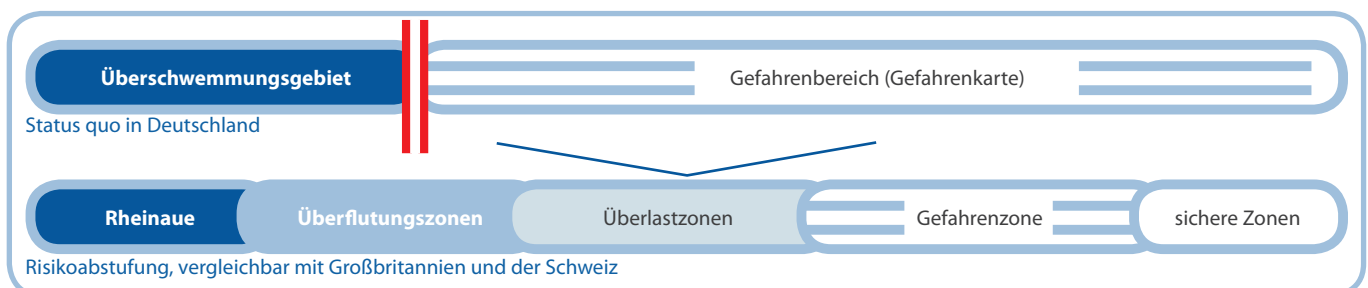 Überschwemmungsgebiet
Gefahrenbereich (Gefahrenkarte)
Status quo in Deutschland
Rheinaue
Überflutungszonen
Überlastzonen
Gefahrenzone
sichere Zonen
Risikoabstufung, vergleichbar mit Großbritannien und der Schweiz